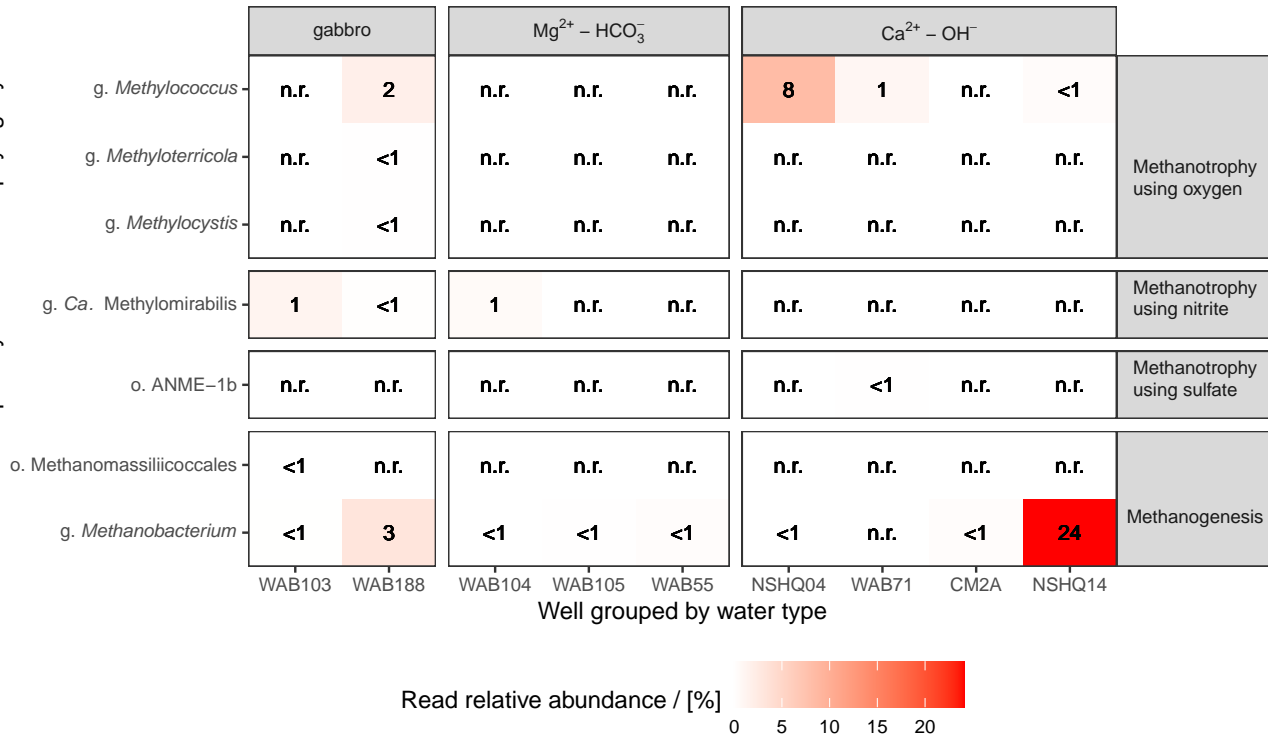 gabbro
Mg²⁺ – HCO₃⁻
Ca²⁺ – OH⁻
g. Methylococcus n.r. 2 n.r. n.r. n.r. 8 1 n.r. <1
g. Methyloterricola n.r. <1 n.r. n.r. n.r. n.r. n.r. n.r. n.r.
g. Methylocystis n.r. <1 n.r. n.r. n.r. n.r. n.r. n.r. n.r.
Methanotrophy
using oxygen
g. Ca. Methylomirabilis 1 <1 1 n.r. n.r. n.r. n.r. n.r. n.r.
Methanotrophy
using nitrite
o. ANME−1b n.r. n.r. n.r. n.r. n.r. n.r. <1 n.r. n.r.
Methanotrophy
using sulfate
o. Methanomassiliicoccales <1 n.r. n.r. n.r. n.r. n.r. n.r. n.r. n.r.
g. Methanobacterium <1 3 <1 <1 <1 <1 n.r. <1 24
Methanogenesis
WAB103 WAB188 WAB104 WAB105 WAB55 NSHQ04 WAB71 CM2A NSHQ14
Well grouped by water type
Read relative abundance / [%]
0 5 10 15 20